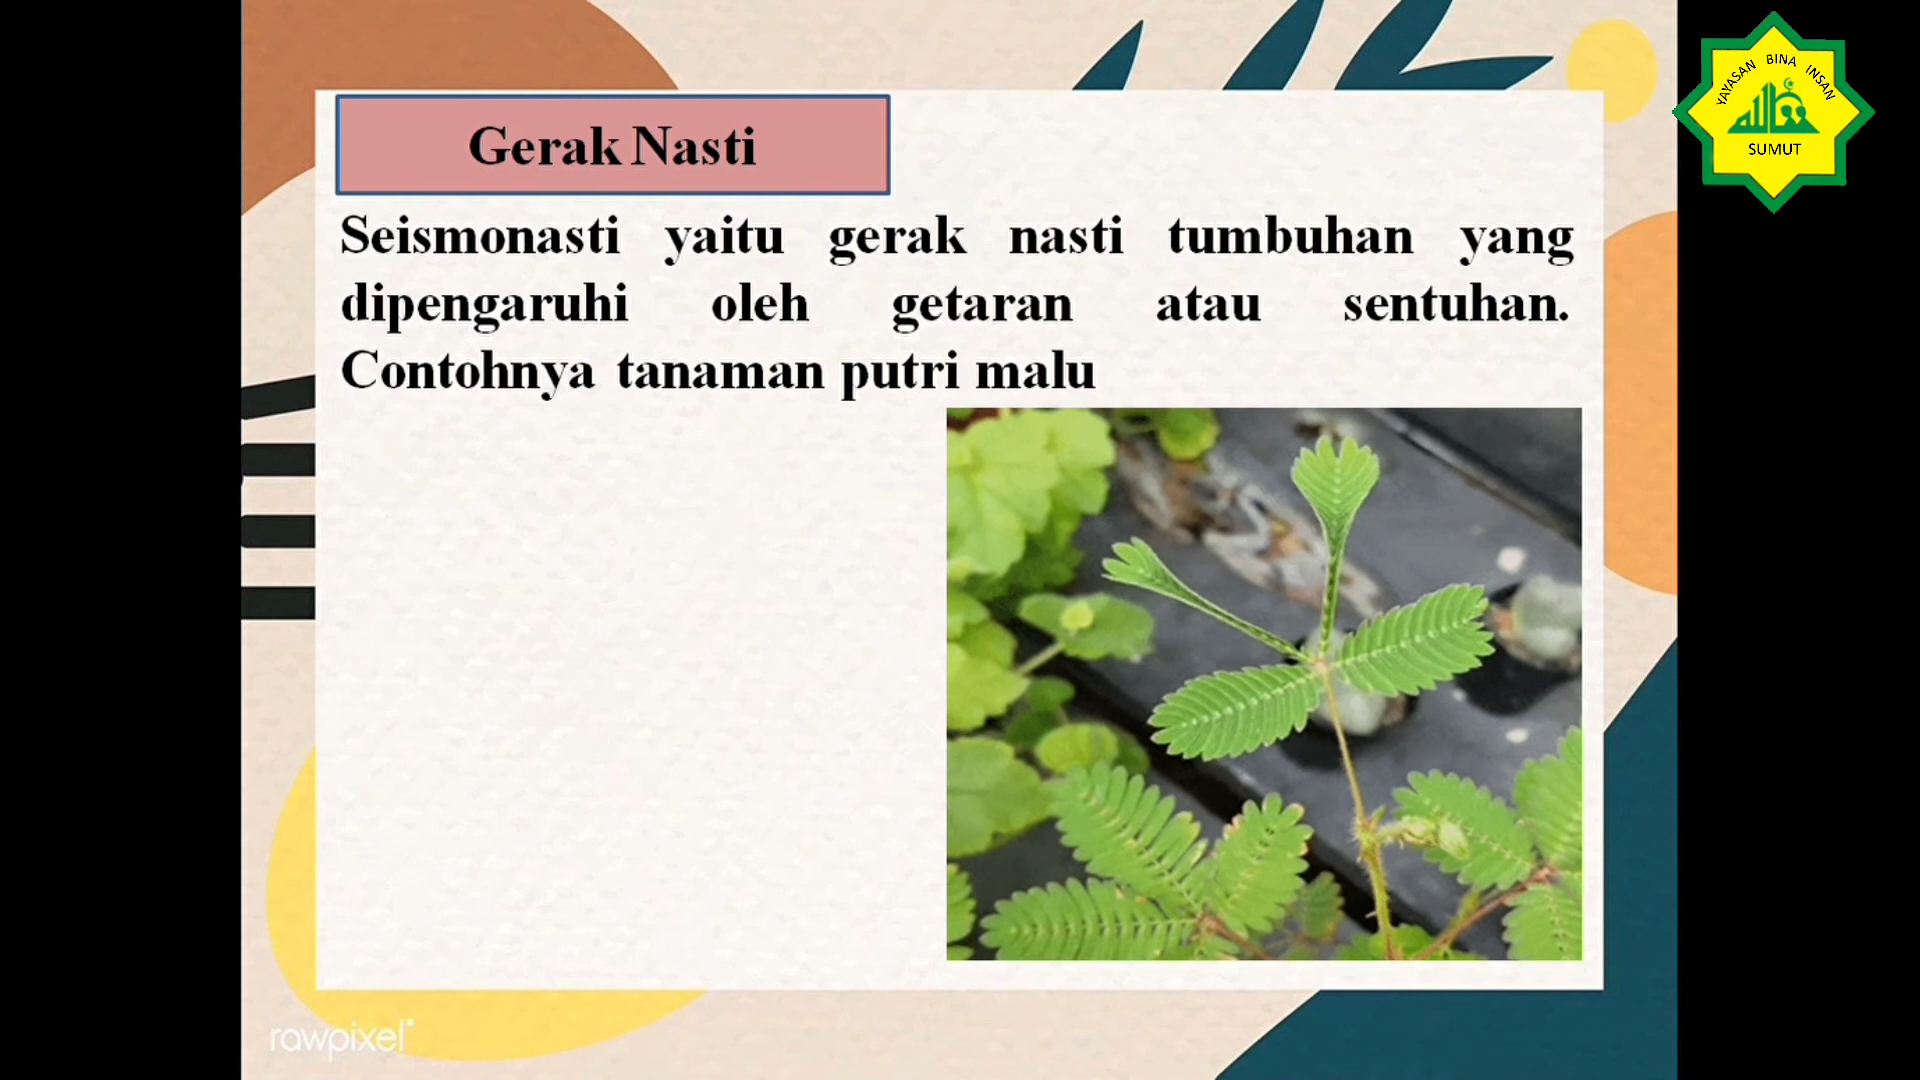 Gerak Nasti
Seismonasti yaitu gerak nasti tumbuhan yang
dipengaruhi oleh getaran atau sentuhan.
Contohnya tanaman putri malu
YAYASAN BINA INSAN
SUMUT
rawpixel